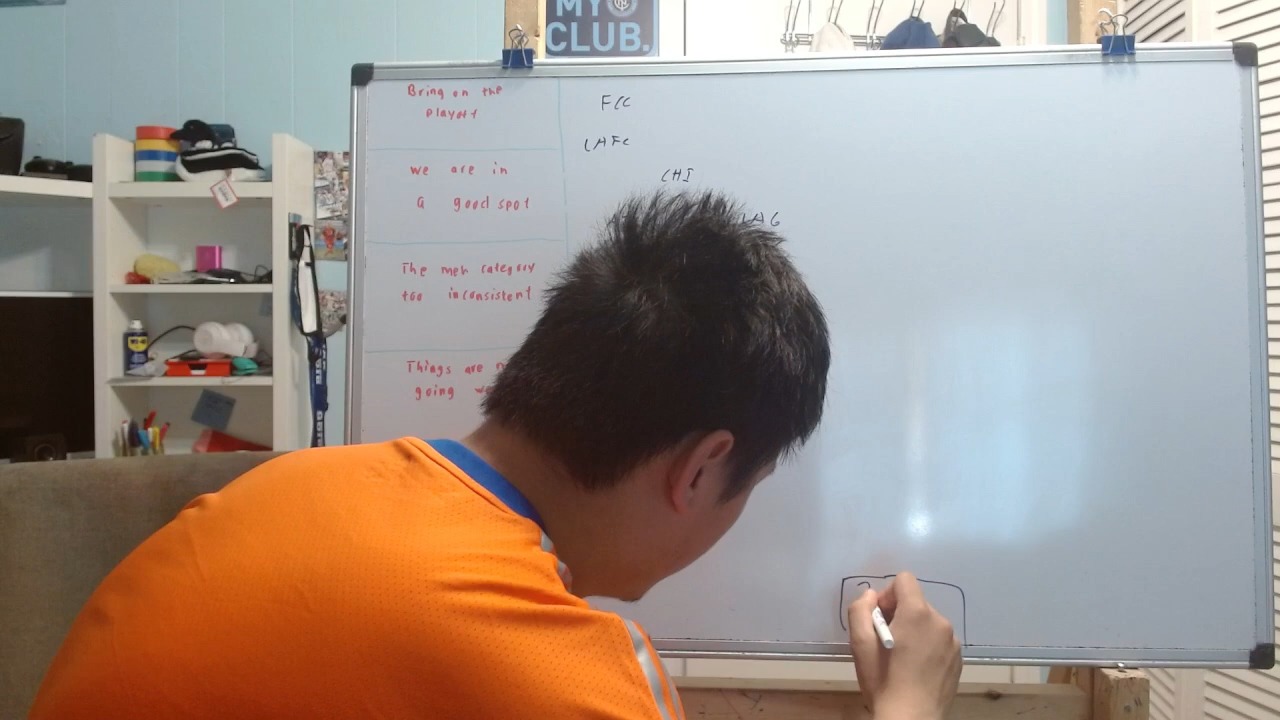 MY
CLUB.
Bring on the
Playoff
FCC
LAFC
we are in
a good spot
CHI
LAG
The meh category
too inconsistent
Things are
going